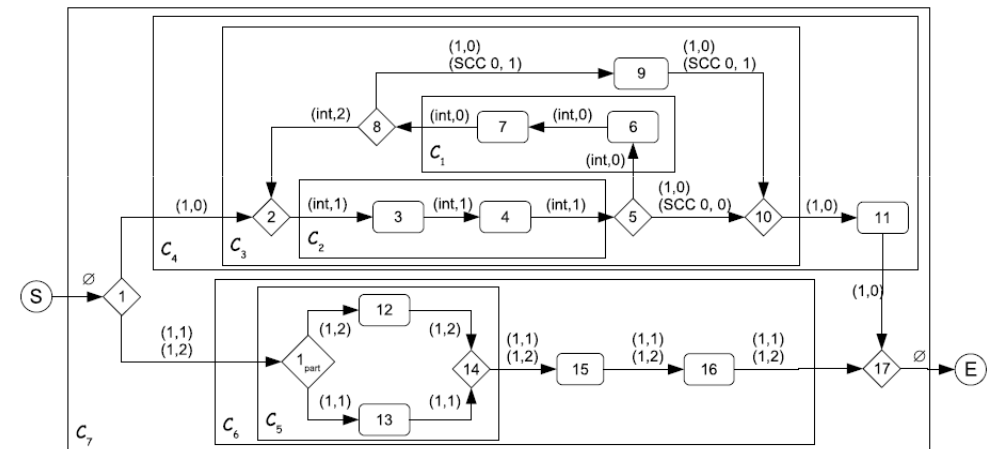 (1,0)
(SCC 0, 1)
(1,0)
(SCC 0, 1)
9
(int,2)
8
(int,0)
7
(int,0)
6
C1
(int,0)
(1,0)
(SCC 0, 0)
(1,0)
2
(int,1)
3
(int,1)
4
(int,1)
5
10
(1,0)
11
C4
C3
C2
S
∅
1
(1,0)
(1,1)
(1,2)
1part
(1,2)
12
(1,2)
14
(1,1)
13
(1,1)
(1,1)
(1,2)
15
(1,1)
(1,2)
16
(1,1)
(1,2)
17
∅
E
C6
C5
C7